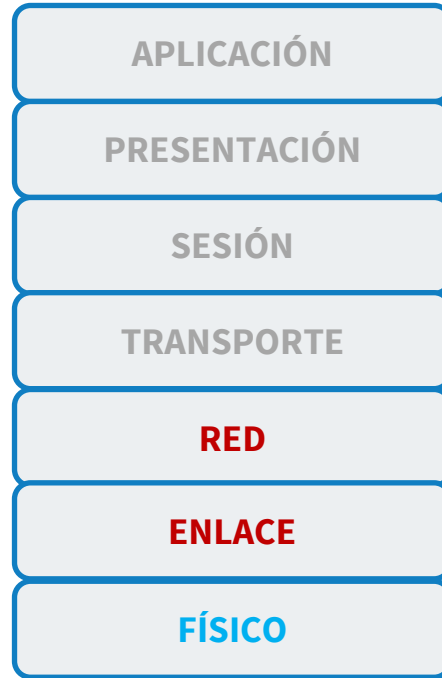 APLICACIÓN
PRESENTACIÓN
SESIÓN
TRANSPORTE
RED
ENLACE
FÍSICO